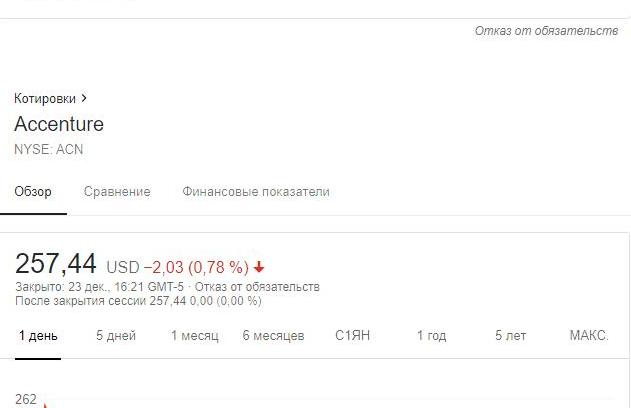 Отказ от обязательств
Котировки >
Accenture
NYSE: ACN
Обзор Сравнение Финансовые показатели
257,44 USD −2,03 (0,78 %) ↓
Закрыто: 23 дек., 16:21 GMT-5 · Отказ от обязательств
После закрытия сессии 257,44 0,00 (0,00 %)
1 день 5 дней 1 месяц 6 месяцев С1ЯН 1 год 5 лет МАКС.
262